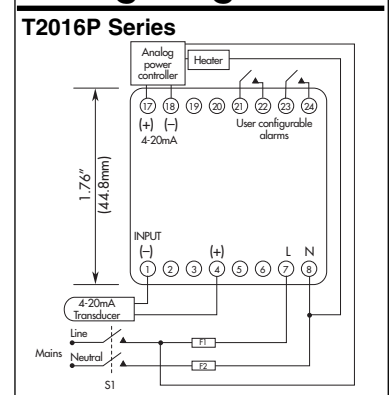 T2016P Series
Analog
power
controller
Heater
17 18 19 20 21 22 23 24
(+) (–)
4-20mA
User configurable
alarms
1.76"
(44.8mm)
INPUT
(–) (+) L N
1 2 3 4 5 6 7 8
4-20mA
Transducer
Line
F1
Mains
Neutral
F2
S1